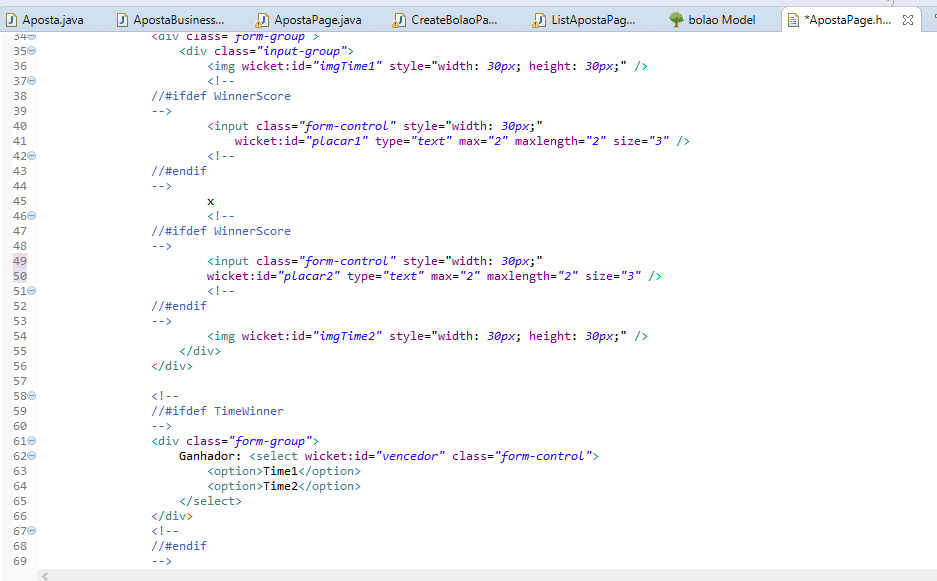 Aposta.java ApostaBusiness... ApostaPage.java CreateBolaoPa... ListApostaPag... bolao Model *ApostaPage.h...
34 <div class="form-group">
35 <div class="input-group">
36 <img wicket:id="imgTime1" style="width: 30px; height: 30px;" />
37 <!--
38 //#ifdef WinnerScore
39 -->
40 <input class="form-control" style="width: 30px;"
41 wicket:id="placar1" type="text" max="2" maxlength="2" size="3" />
42 <!--
43 //#endif
44 -->
45 x
46 <!--
47 //#ifdef WinnerScore
48 -->
49 <input class="form-control" style="width: 30px;"
50 wicket:id="placar2" type="text" max="2" maxlength="2" size="3" />
51 <!--
52 //#endif
53 -->
54 <img wicket:id="imgTime2" style="width: 30px; height: 30px;" />
55 </div>
56 </div>
57
58 <!--
59 //#ifdef TimeWinner
60 -->
61 <div class="form-group">
62 Ganhador: <select wicket:id="vencedor" class="form-control">
63 <option>Time1</option>
64 <option>Time2</option>
65 </select>
66 </div>
67 <!--
68 //#endif
69 -->